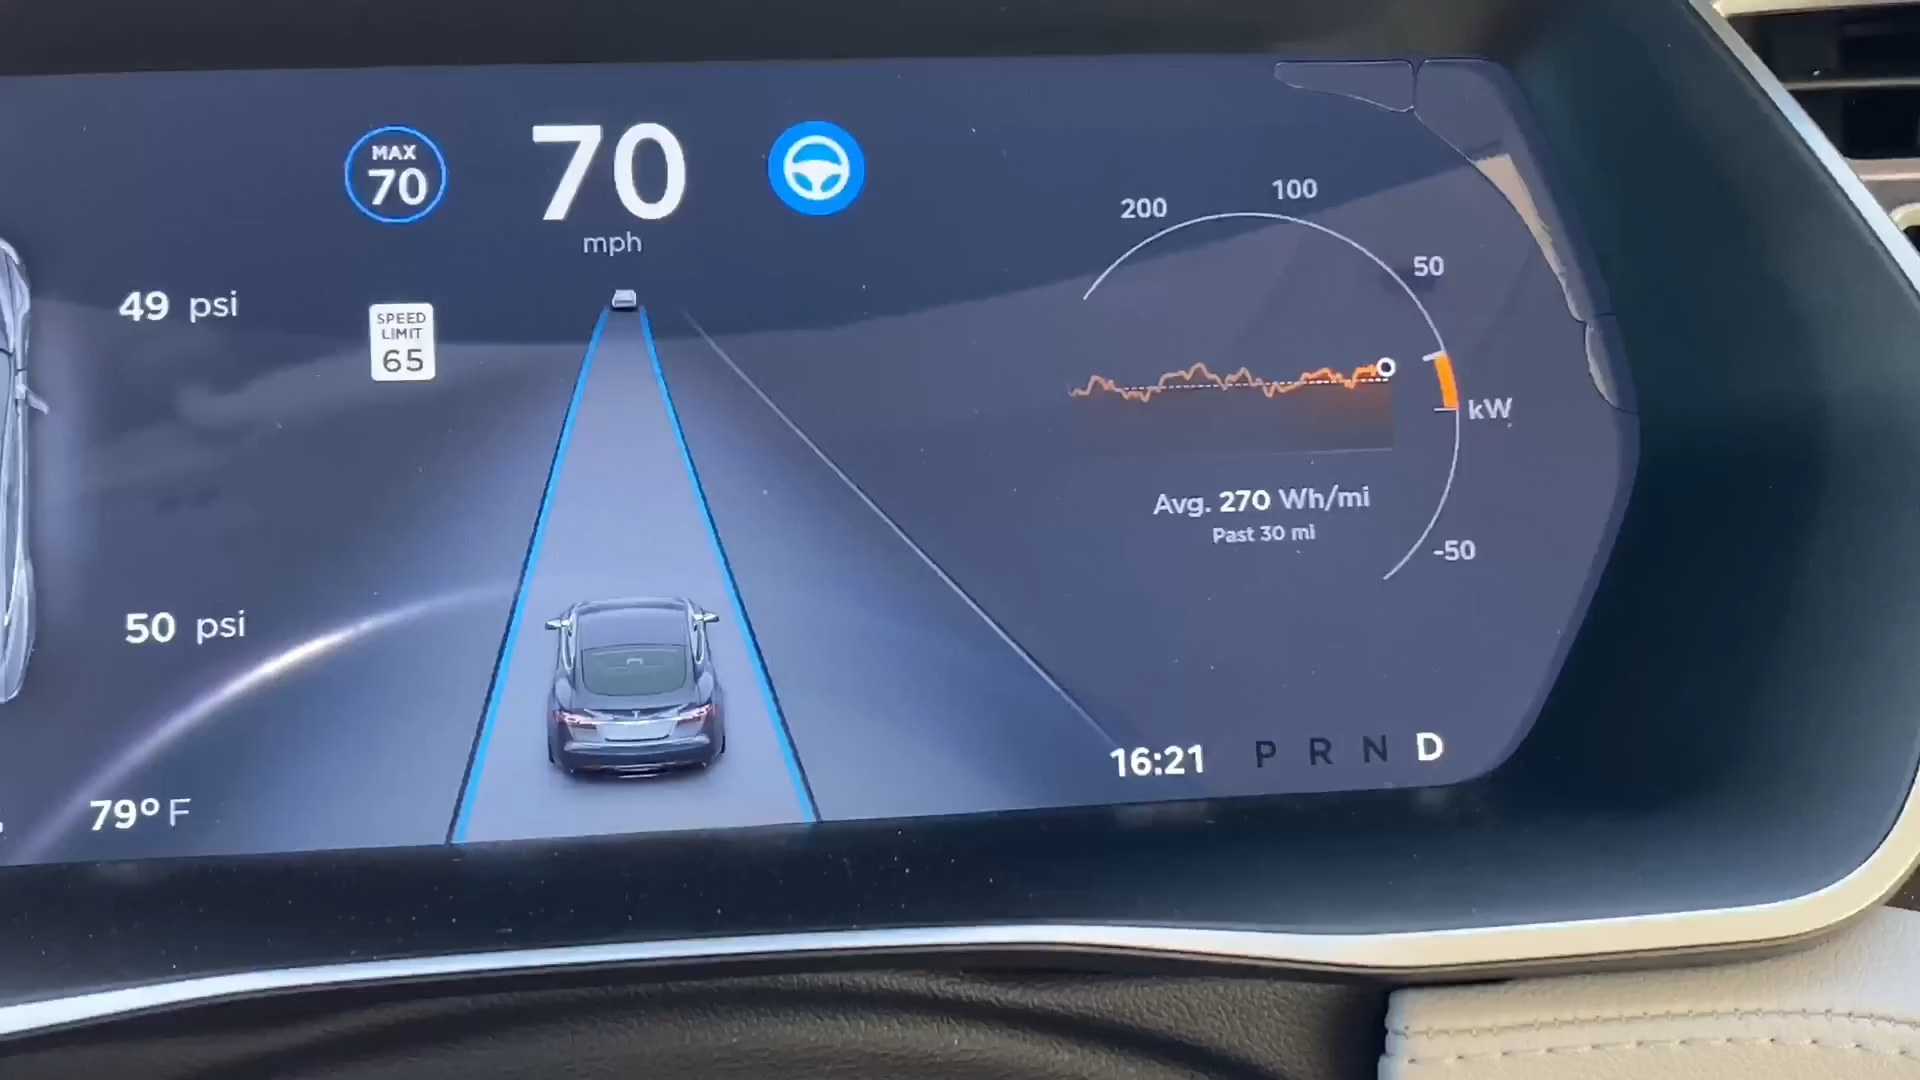 MAX
70
70
mph
49 psi
SPEED
LIMIT
65
200
100
50
kW
-50
Avg. 270 Wh/mi
Past 30 mi
50 psi
79°F
16:21
P R N D